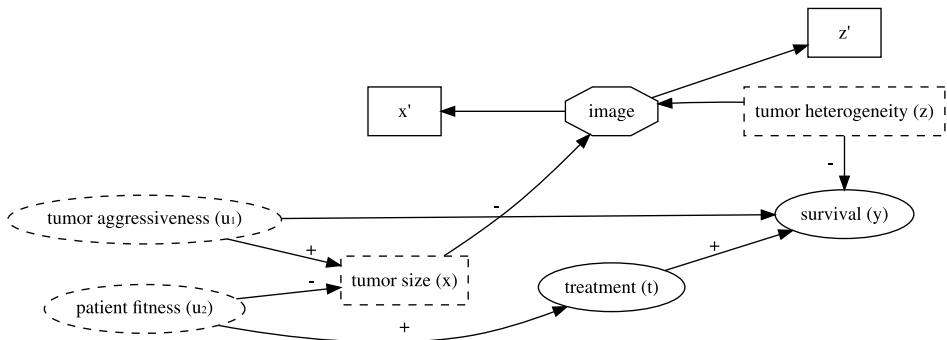 z'
x'
image
tumor heterogeneity (z)
-
-
tumor aggressiveness (u₁)
survival (y)
+
+
-
tumor size (x)
treatment (t)
patient fitness (u₂)
+